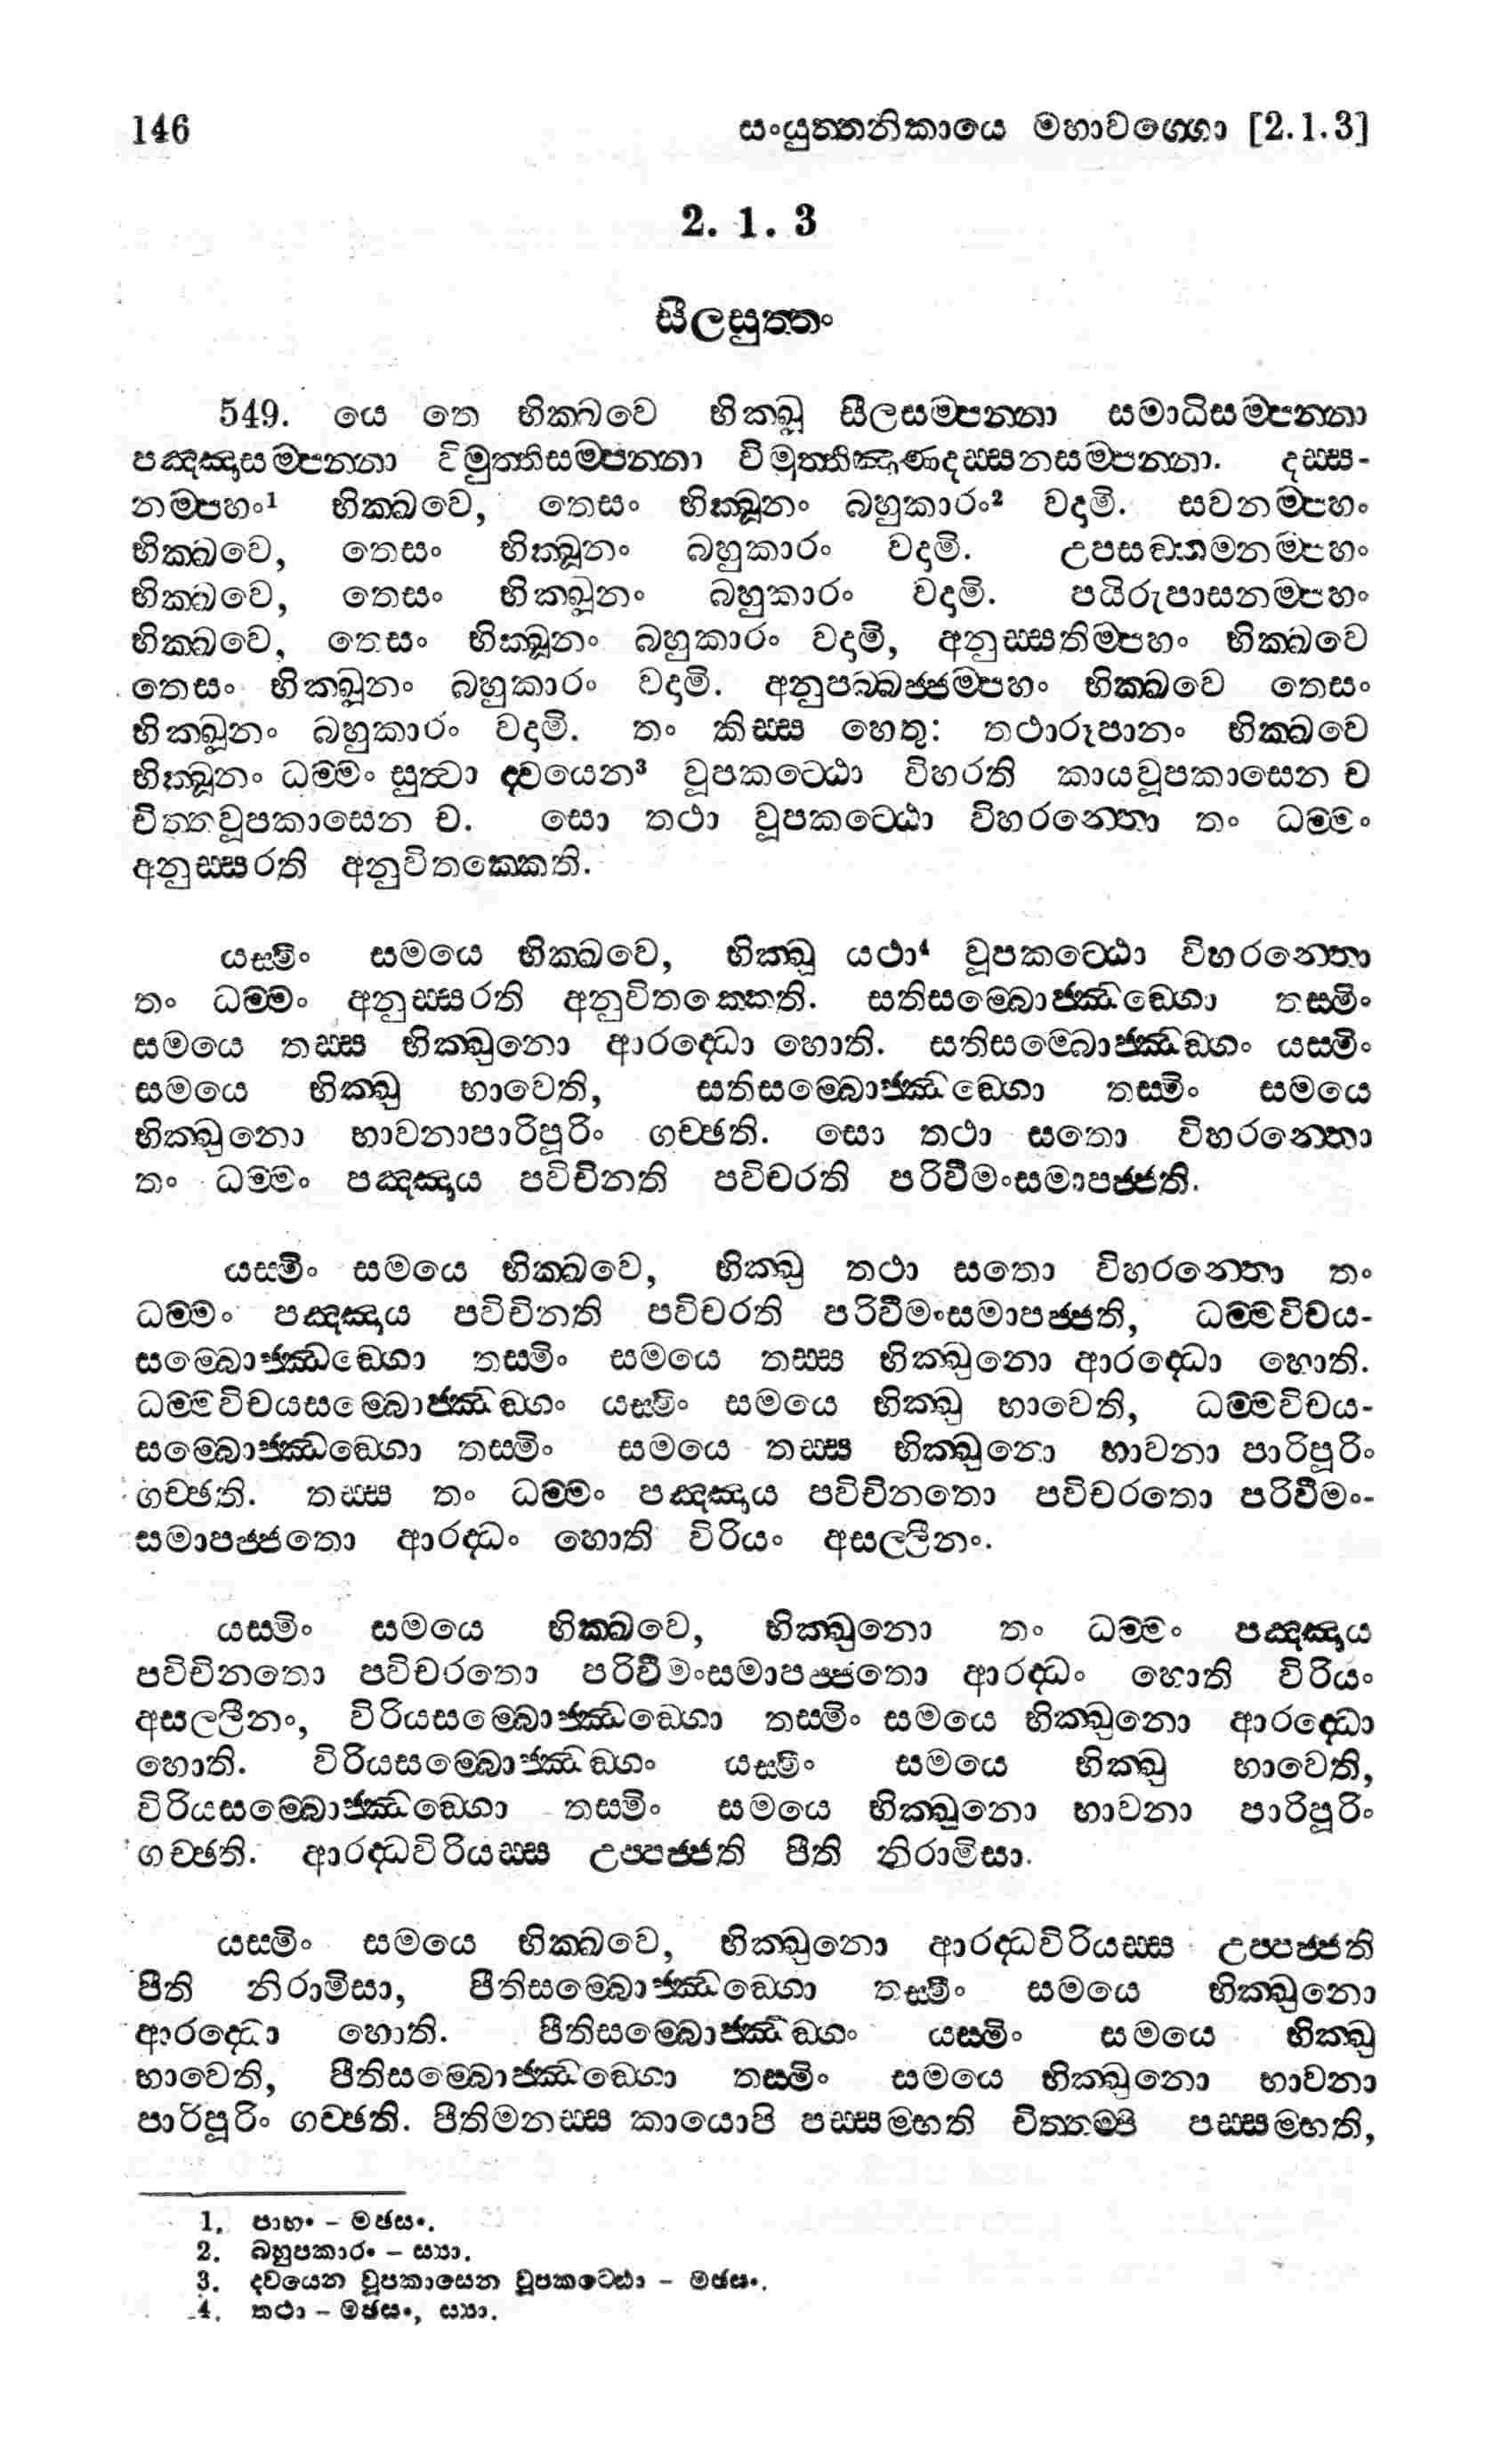 146 සංයුත්තනිකායෙ මහාවග්ගො [2.1.3]
2. 1. 3
සීලසුත්තං
549. යෙ තෙ භික්ඛවෙ භික්ඛූ සීලසම්පන්නා සමාධිසම්පන්නා
පඤ්ඤාසම්පන්නා විමුත්තිසම්පන්නා විමුත්තිඤාණදස්සනසම්පන්නා. දස්ස-
නම්පහං¹ භික්ඛවෙ, තෙසං භික්ඛූනං බහුකාරං² වදාමි. සවනම්පහං
භික්ඛවෙ, තෙසං භික්ඛූනං බහුකාරං වදාමි. උපසඞ්කමනම්පහං
භික්ඛවෙ, තෙසං භික්ඛූනං බහුකාරං වදාමි. පයිරුපාසනම්පහං
භික්ඛවෙ, තෙසං භික්ඛූනං බහුකාරං වදාමි, අනුස්සතිම්පහං භික්ඛවෙ
තෙසං භික්ඛූනං බහුකාරං වදාමි. අනුපබ්බජ්ජම්පහං භික්ඛවෙ තෙසං
භික්ඛූනං බහුකාරං වදාමි. තං කිස්ස හෙතු: තථාරූපානං භික්ඛවෙ
භික්ඛූනං ධම්මං සුත්වා ද්වයෙන³ වූපකට්ඨො විහරති කායවූපකාසෙන ච
චිත්තවූපකාසෙන ච. සො තථා වූපකට්ඨො විහරන්තො තං ධම්මං
අනුස්සරති අනුවිතක්කෙති.
යස්මිං සමයෙ භික්ඛවෙ, භික්ඛූ යථා⁴ වූපකට්ඨො විහරන්තො
තං ධම්මං අනුස්සරති අනුවිතක්කෙති. සතිසම්බොජ්ඣඞ්ගො තස්මිං
සමයෙ තස්ස භික්ඛුනො ආරද්ධො හොති. සතිසම්බොජ්ඣඞ්ගං යස්මිං
සමයෙ භික්ඛු භාවෙති, සතිසම්බොජ්ඣඞ්ගො තස්මිං සමයෙ
භික්ඛුනො භාවනාපාරිපූරිං ගච්ඡති. සො තථා සතො විහරන්තො
තං ධම්මං පඤ්ඤාය පවිචිනති පවිචරති පරිවීමංසමාපජ්ජති.
යස්මිං සමයෙ භික්ඛවෙ, භික්ඛු තථා සතො විහරන්තො තං
ධම්මං පඤ්ඤාය පවිචිනති පවිචරති පරිවීමංසමාපජ්ජති, ධම්මවිචය-
සම්බොජ්ඣඞ්ගො තස්මිං සමයෙ තස්ස භික්ඛුනො ආරද්ධො හොති.
ධම්මවිචයසම්බොජ්ඣඞ්ගං යස්මිං සමයෙ භික්ඛු භාවෙති, ධම්මවිචය-
සම්බොජ්ඣඞ්ගො තස්මිං සමයෙ තස්ස භික්ඛුනො භාවනා පාරිපූරිං
ගච්ඡති. තස්ස තං ධම්මං පඤ්ඤාය පවිචිනතො පවිචරතො පරිවීමං-
සමාපජ්ජතො ආරද්ධං හොති විරියං අසල්ලීනං.
යස්මිං සමයෙ භික්ඛවෙ, භික්ඛුනො තං ධම්මං පඤ්ඤාය
පවිචිනතො පවිචරතො පරිවීමංසමාපජ්ජතො ආරද්ධං හොති විරියං
අසල්ලීනං, විරියසම්බොජ්ඣඞ්ගො තස්මිං සමයෙ භික්ඛුනො ආරද්ධො
හොති. විරියසම්බොජ්ඣඞ්ගං යස්මිං සමයෙ භික්ඛු භාවෙති,
විරියසම්බොජ්ඣඞ්ගො තස්මිං සමයෙ භික්ඛුනො භාවනා පාරිපූරිං
ගච්ඡති. ආරද්ධවිරියස්ස උප්පජ්ජති පීති නිරාමිසා.
යස්මිං සමයෙ භික්ඛවෙ, භික්ඛුනො ආරද්ධවිරියස්ස උප්පජ්ජති
පීති නිරාමිසා, පීතිසම්බොජ්ඣඞ්ගො තස්මිං සමයෙ භික්ඛුනො
ආරද්ධො හොති. පීතිසම්බොජ්ඣඞ්ගං යස්මිං සමයෙ භික්ඛු
භාවෙති, පීතිසම්බොජ්ඣඞ්ගො තස්මිං සමයෙ භික්ඛුනො භාවනා
පාරිපූරිං ගච්ඡති. පීතිමනස්ස කායොපි පස්සම්භති චිත්තම්පි පස්සම්භති,
1. පාහං – මඡසං.
2. බහුපකාරං – ස්‍යා.
3. ද්වයෙන වූපකාසෙන වූපකට්ඨො – මඡසං.
4. තථා – මඡසං, ස්‍යා.